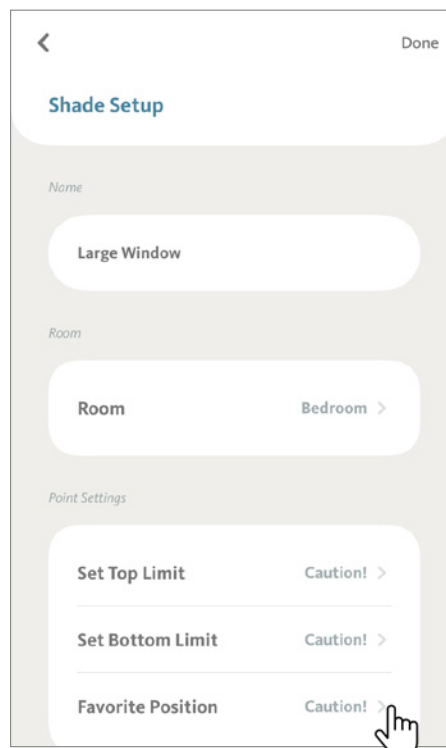 Done
Shade Setup
Name
Large Window
Room
Room Bedroom
Point Settings
Set Top Limit Caution!
Set Bottom Limit Caution!
Favorite Position Caution!